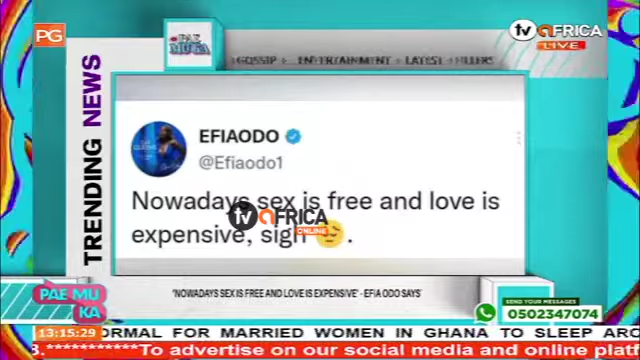 PG
PAE
MU KA
tv AFRICA
LIVE
GOSSIP
ENTERTAINMENT
LATEST
TRENDING NEWS
EFIAODO
@Efiaodo1
Nowadays sex is free and love is
expensive, sigh 😔.
tv AFRICA
ONLINE
PAE MU
KA
"NOWADAYS SEX IS FREE AND LOVE IS EXPENSIVE" - EFIA ODO SAYS"
SEND YOUR MESSAGES
0502347074
13:15:29
ORMAL FOR MARRIED WOMEN IN GHANA TO SLEEP ARO
3. **********To advertise on our social media and online platf